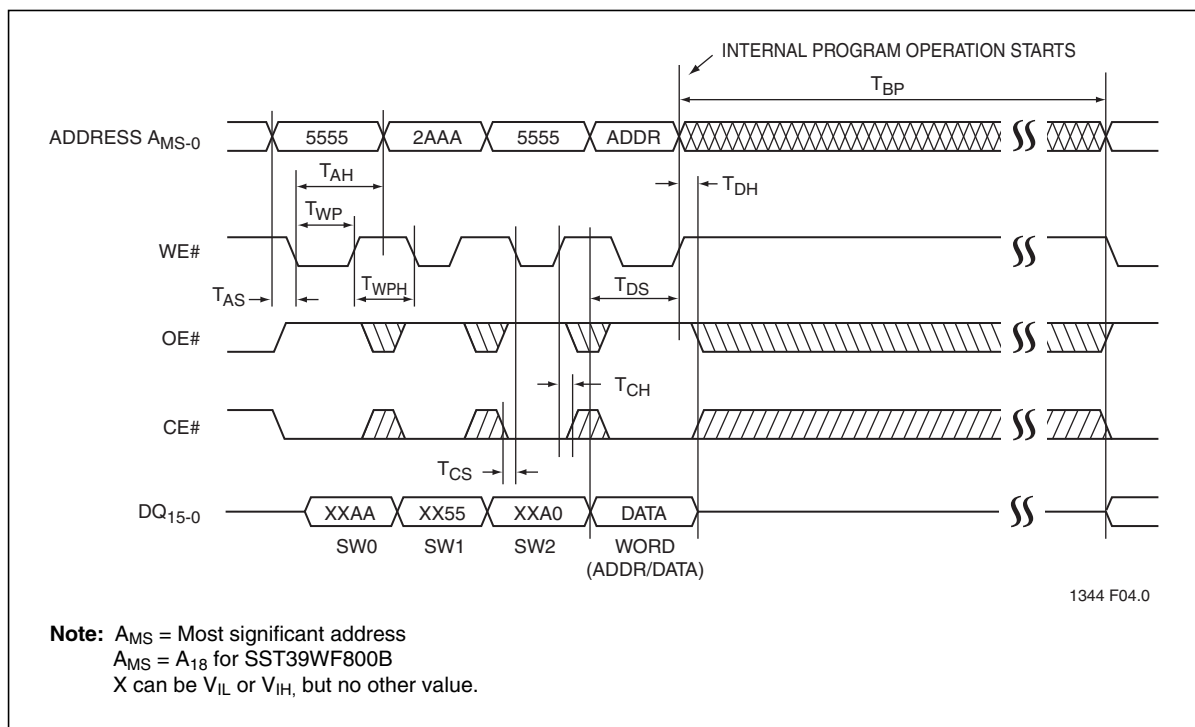 INTERNAL PROGRAM OPERATION STARTS
TBP
ADDRESS AMS-0
5555
2AAA
5555
ADDR
TAH
TDH
TWP
WE#
TAS
TWPH
TDS
OE#
TCH
CE#
TCS
DQ15-0
XXAA
XX55
XXA0
DATA
SW0
SW1
SW2
WORD
(ADDR/DATA)
1344 F04.0
Note: AMS = Most significant address
AMS = A18 for SST39WF800B
X can be VIL or VIH, but no other value.